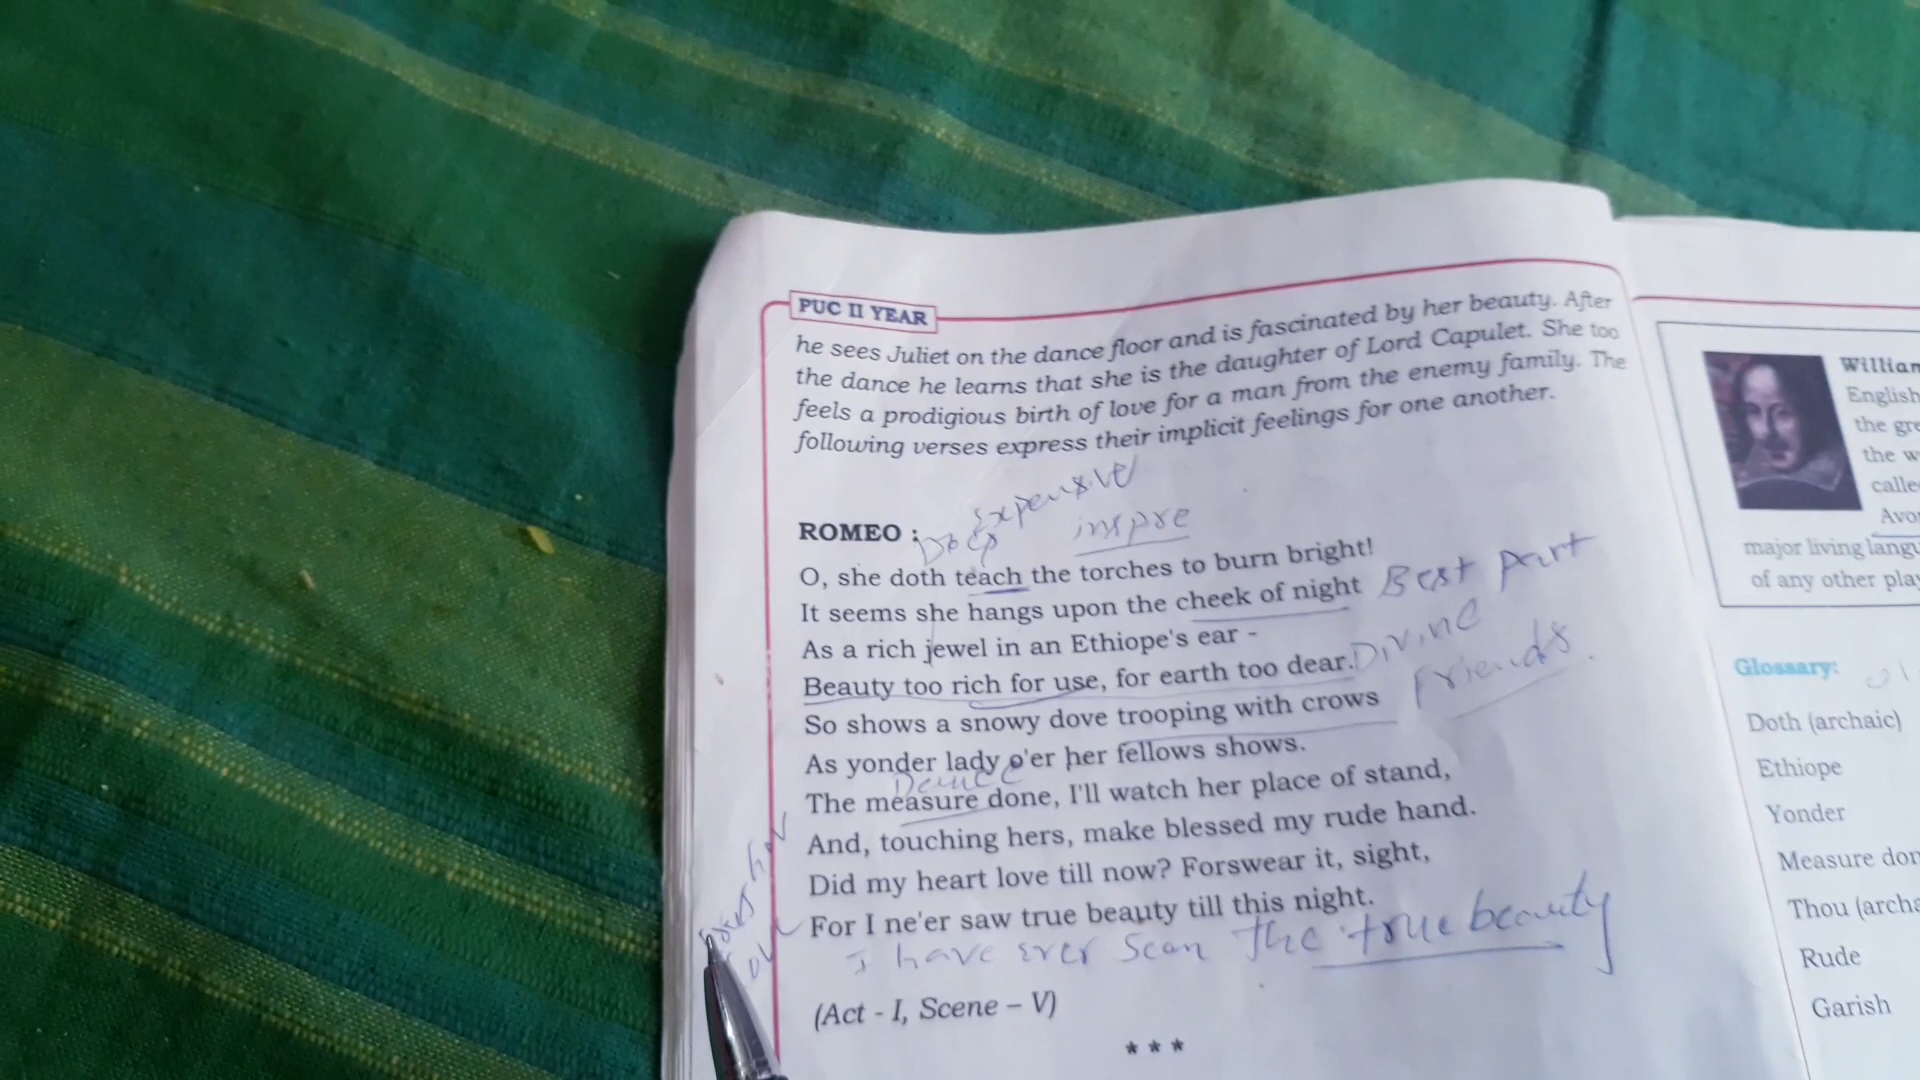 PUC II YEAR
he sees Juliet on the dance floor and is fascinated by her beauty. After
the dance he learns that she is the daughter of Lord Capulet. She too
feels a prodigious birth of love for a man from the enemy family. The
following verses express their implicit feelings for one another.
Expensive
inspre
ROMEO :
O, she doth teach the torches to burn bright!
It seems she hangs upon the cheek of night Best part
As a rich jewel in an Ethiope's ear -
Divine
Beauty too rich for use, for earth too dear.
Friends.
So shows a snowy dove trooping with crows
As yonder lady o'er her fellows shows.
The measure done, I'll watch her place of stand,
And, touching hers, make blessed my rude hand.
Did my heart love till now? Forswear it, sight,
For I ne'er saw true beauty till this night.
I have ever seen the true beauty
(Act - I, Scene – V)
* * *
William
English
the
the
Avon
major living
of any other
Glossary:
Doth (archaic)
Ethiope
Yonder
Measure
Thou
Rude
Garish